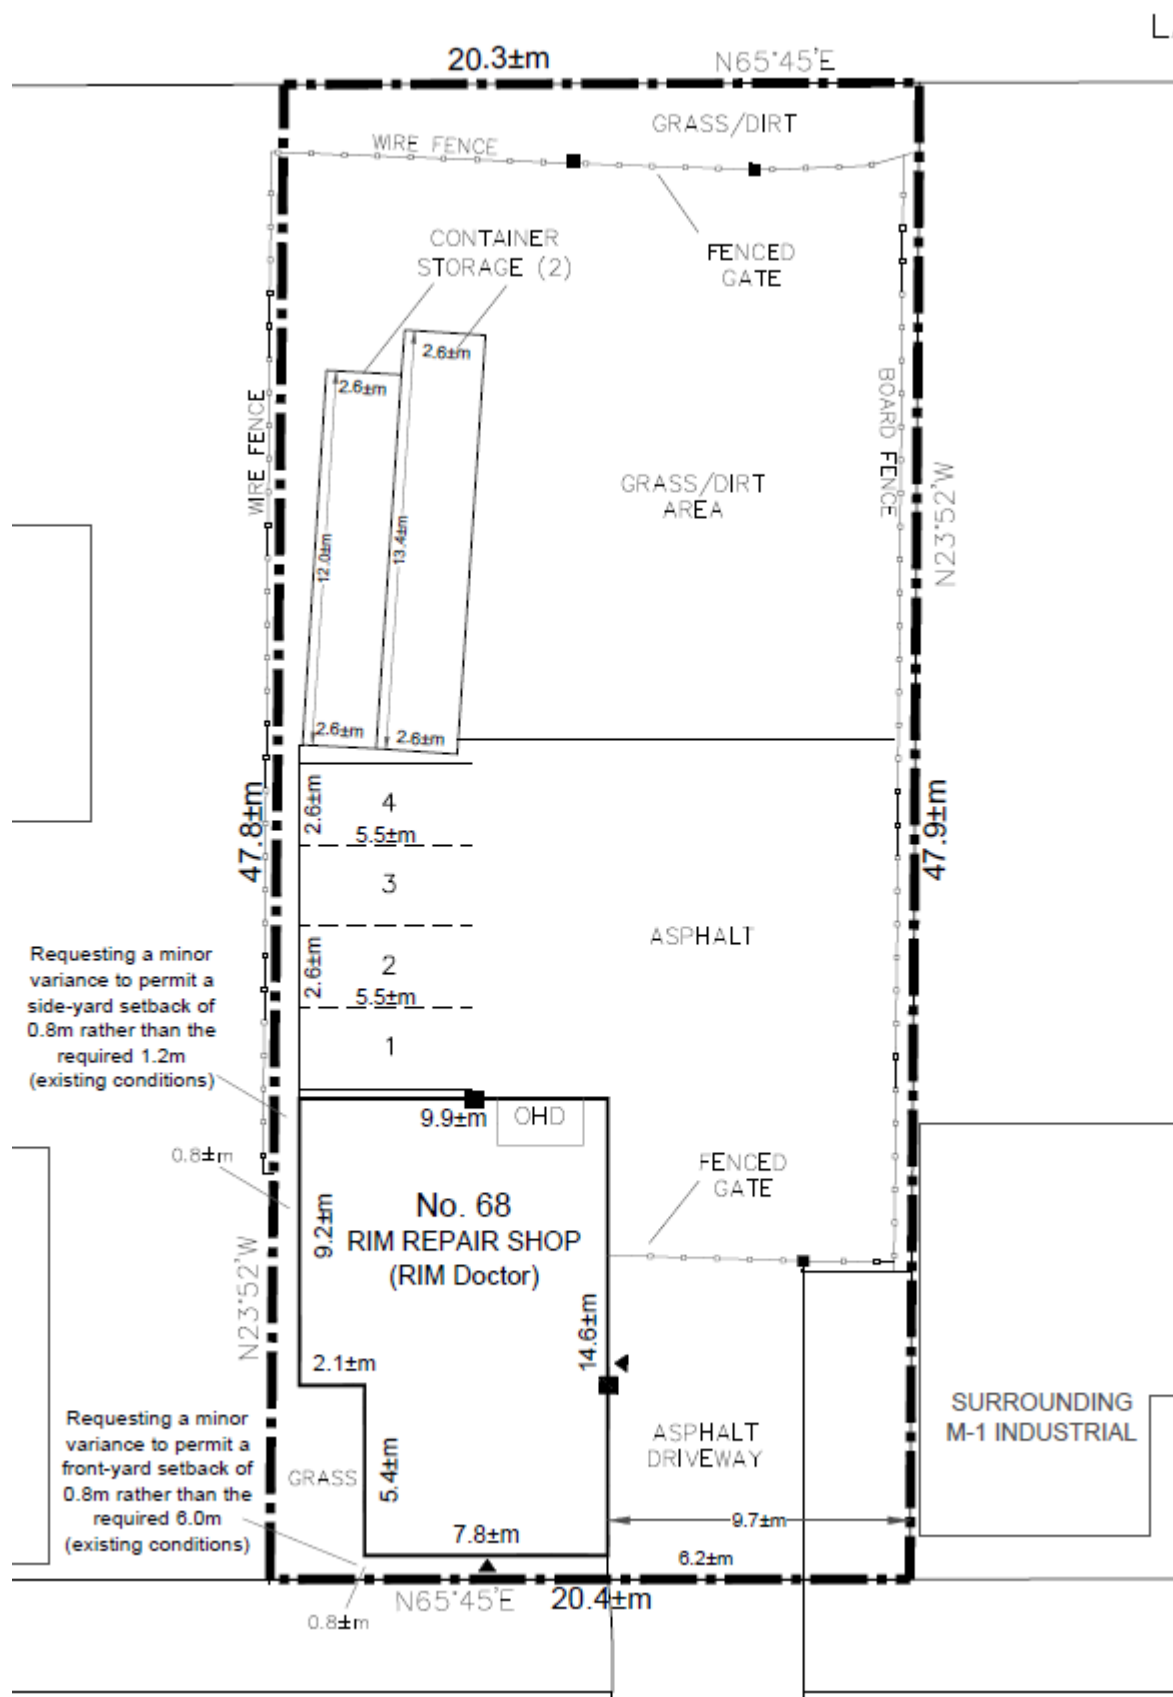 L
20.3±m
N65°45'E
GRASS/DIRT
WIRE FENCE
CONTAINER
STORAGE (2)
FENCED
GATE
2.6±m
2.6±m
WIRE FENCE
BOARD FENCE
GRASS/DIRT
AREA
N23°52'W
12.0±m
13.4±m
2.6±m
2.6±m
47.8±m
47.9±m
2.6±m
4
5.5±m
3
2.6±m
2
5.5±m
1
ASPHALT
Requesting a minor
variance to permit a
side-yard setback of
0.8m rather than the
required 1.2m
(existing conditions)
9.9±m
OHD
0.8±m
FENCED
GATE
9.2±m
No. 68
RIM REPAIR SHOP
(RIM Doctor)
N23°52'W
14.6±m
2.1±m
Requesting a minor
variance to permit a
front-yard setback of
0.8m rather than the
required 6.0m
(existing conditions)
GRASS
5.4±m
ASPHALT
DRIVEWAY
SURROUNDING
M-1 INDUSTRIAL
7.8±m
9.7±m
6.2±m
N65°45'E
20.4±m
0.8±m